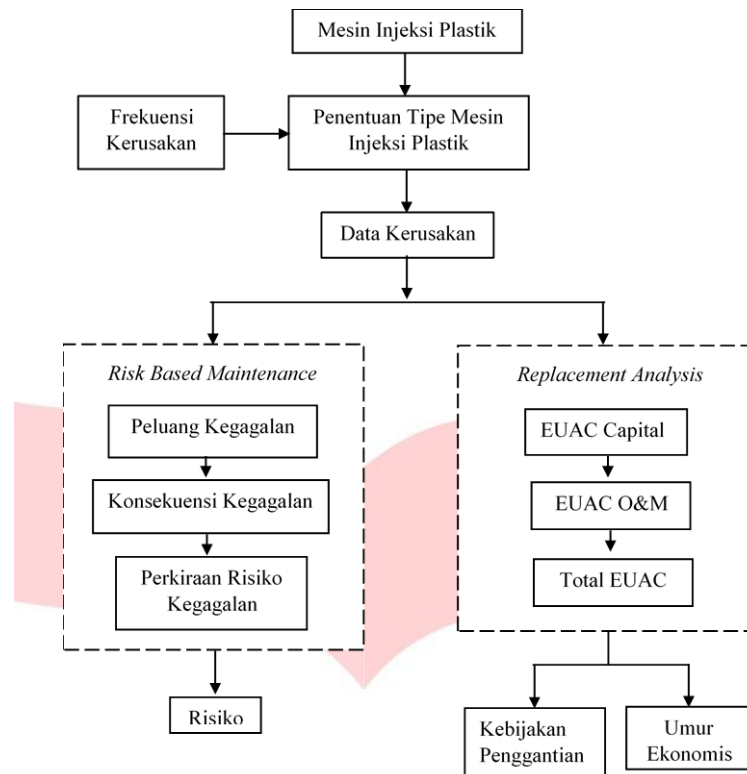 Mesin Injeksi Plastik
Frekuensi
Kerusakan
Penentuan Tipe Mesin
Injeksi Plastik
Data Kerusakan
Risk Based Maintenance
Peluang Kegagalan
Konsekuensi Kegagalan
Perkiraan Risiko
Kegagalan
Risiko
Replacement Analysis
EUAC Capital
EUAC O&M
Total EUAC
Kebijakan
Penggantian
Umur
Ekonomis